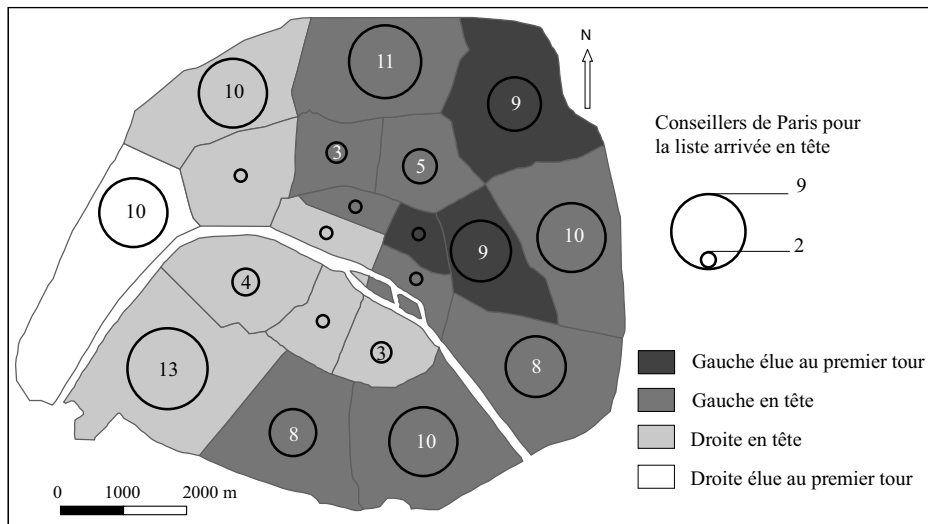 N
11
10
9
3
5
10
9
10
4
13
3
8
8
10
Conseillers de Paris pour
la liste arrivée en tête
9
2
Gauche élue au premier tour
Gauche en tête
Droite en tête
Droite élue au premier tour
0 1000 2000 m